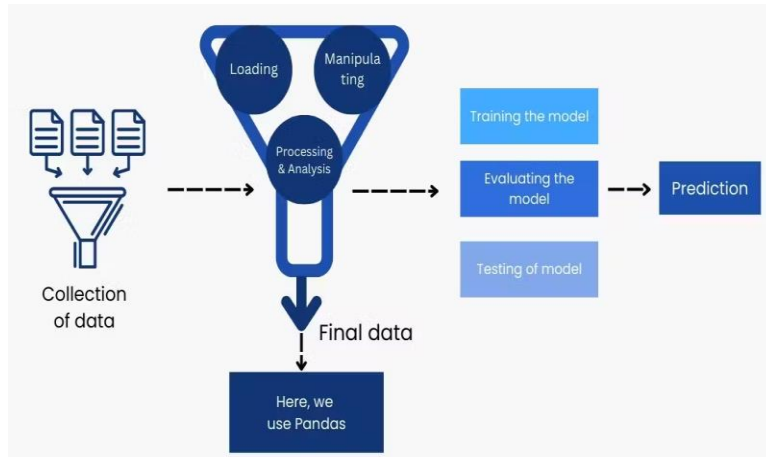 Loading
Manipula
ting
Processing
& Analysis
Collection
of data
Final data
Here, we
use Pandas
Training the model
Evaluating the
model
Testing of model
Prediction